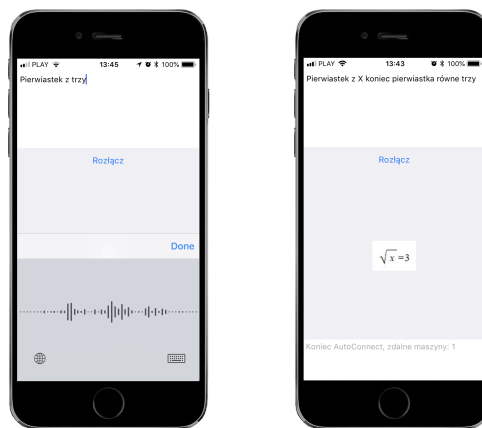 PLAY 13:45 100%
Pierwiastek z trzy
Rozłącz
Done
PLAY 13:43 100%
Pierwiastek z X koniec pierwiastka równe trzy
Rozłącz
√x=3
Koniec AutoConnect, zdalne maszyny: 1